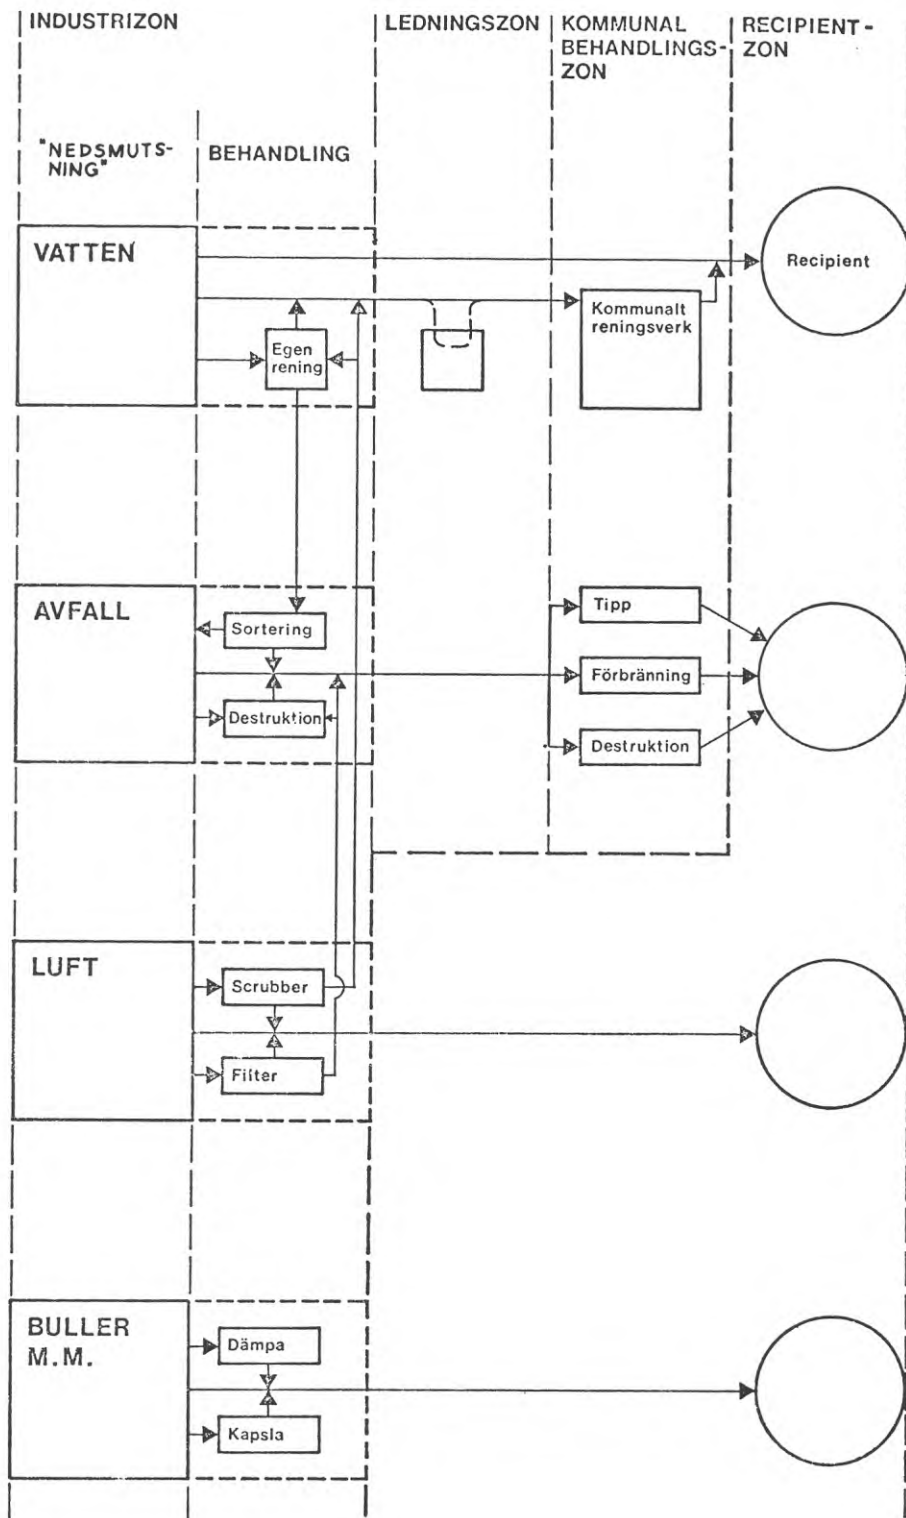 INDUSTRIZON
LEDNINGSZON
KOMMUNAL
BEHANDLINGS-
ZON
RECIPIENT-
ZON
"NEDSMUTS-
NING"
BEHANDLING
VATTEN
Egen
rening
Kommunalt
reningsverk
Recipient
AVFALL
Sortering
Destruktion
Tipp
Förbränning
Destruktion
LUFT
Scrubber
Filter
BULLER
M.M.
Dämpa
Kapsla